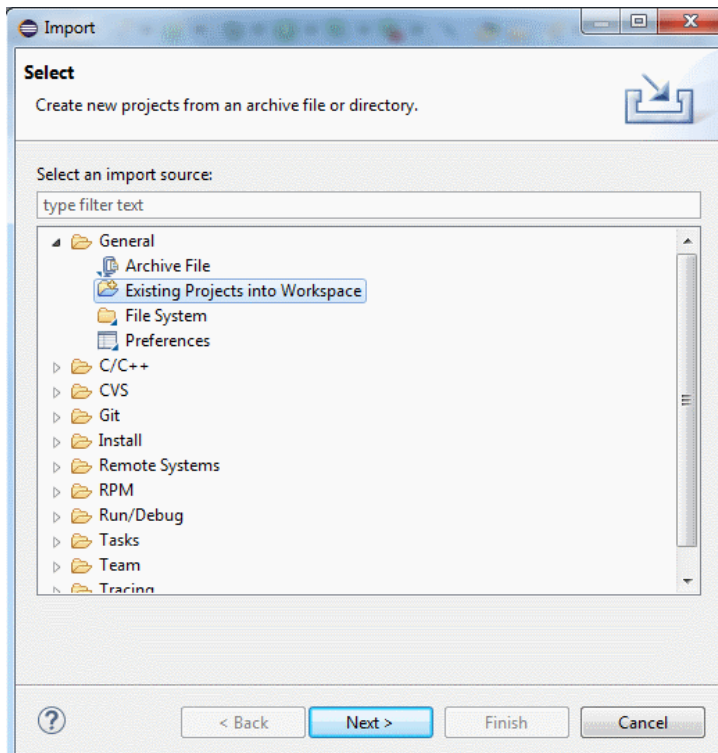 Import
Select
Create new projects from an archive file or directory.
Select an import source:
type filter text
General
Archive File
Existing Projects into Workspace
File System
Preferences
C/C++
CVS
Git
Install
Remote Systems
RPM
Run/Debug
Tasks
Team
Tracing
?
< Back Next > Finish Cancel